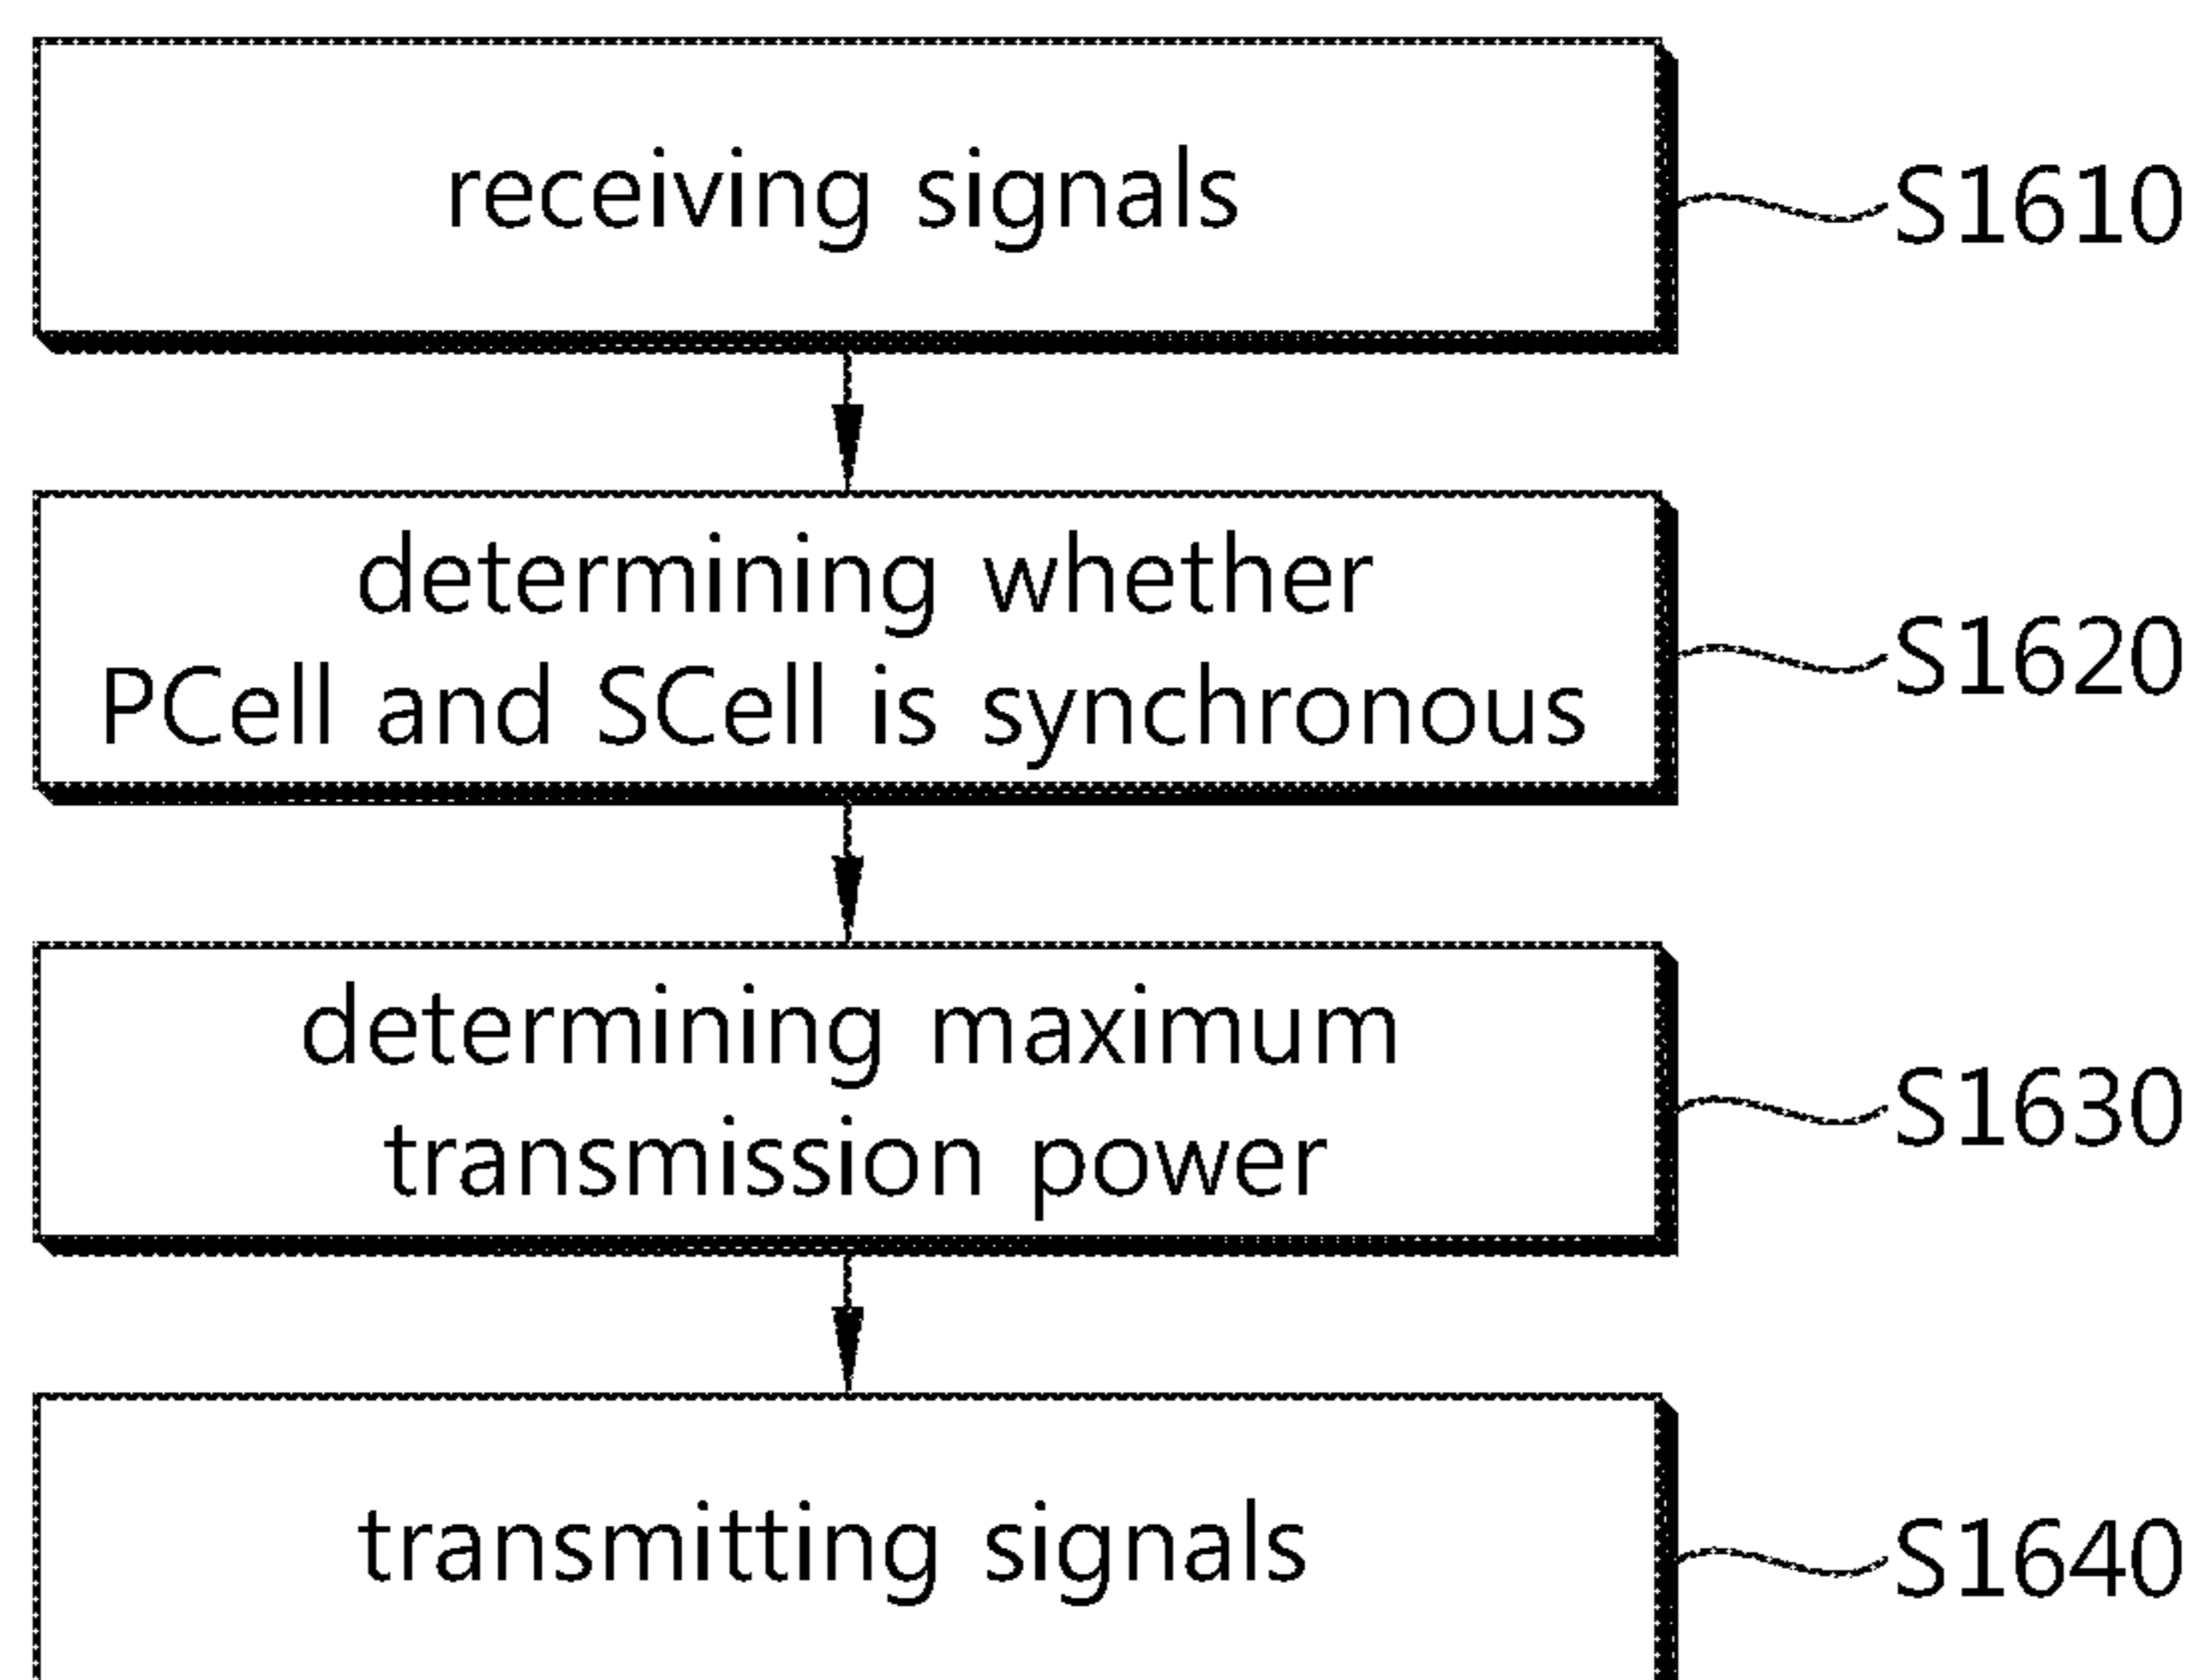 receiving signals
S1610
determining whether
PCell and SCell is synchronous
S1620
determining maximum
transmission power
S1630
transmitting signals
S1640